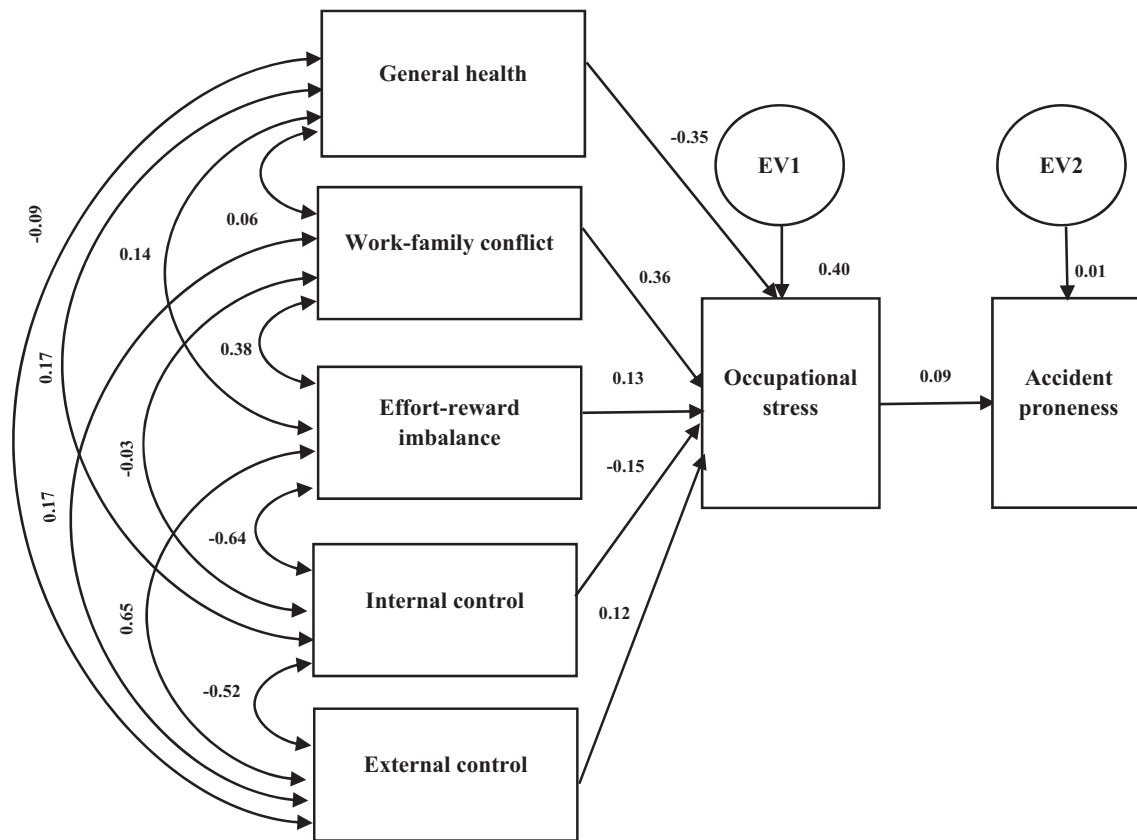 General health
-0.35
EV1
EV2
-0.09
0.06
0.14
Work-family conflict
0.36
0.40
0.01
0.38
0.17
Effort-reward
imbalance
0.13
Occupational
stress
0.09
Accident
proneness
-0.03
0.17
-0.15
-0.64
Internal control
0.65
0.12
-0.52
External control